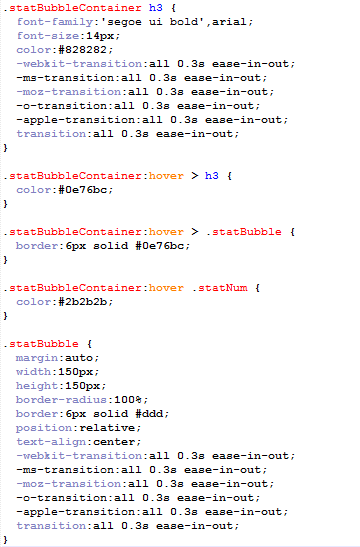 .statBubbleContainer h3 {
  font-family:'segoe ui bold',arial;
  font-size:14px;
  color:#828282;
  -webkit-transition:all 0.3s ease-in-out;
  -ms-transition:all 0.3s ease-in-out;
  -moz-transition:all 0.3s ease-in-out;
  -o-transition:all 0.3s ease-in-out;
  -apple-transition:all 0.3s ease-in-out;
  transition:all 0.3s ease-in-out;
}

.statBubbleContainer:hover > h3 {
  color:#0e76bc;
}

.statBubbleContainer:hover > .statBubble {
  border:6px solid #0e76bc;
}

.statBubbleContainer:hover .statNum {
  color:#2b2b2b;
}

.statBubble {
  margin:auto;
  width:150px;
  height:150px;
  border-radius:100%;
  border:6px solid #ddd;
  position:relative;
  text-align:center;
  -webkit-transition:all 0.3s ease-in-out;
  -ms-transition:all 0.3s ease-in-out;
  -moz-transition:all 0.3s ease-in-out;
  -o-transition:all 0.3s ease-in-out;
  -apple-transition:all 0.3s ease-in-out;
  transition:all 0.3s ease-in-out;
}